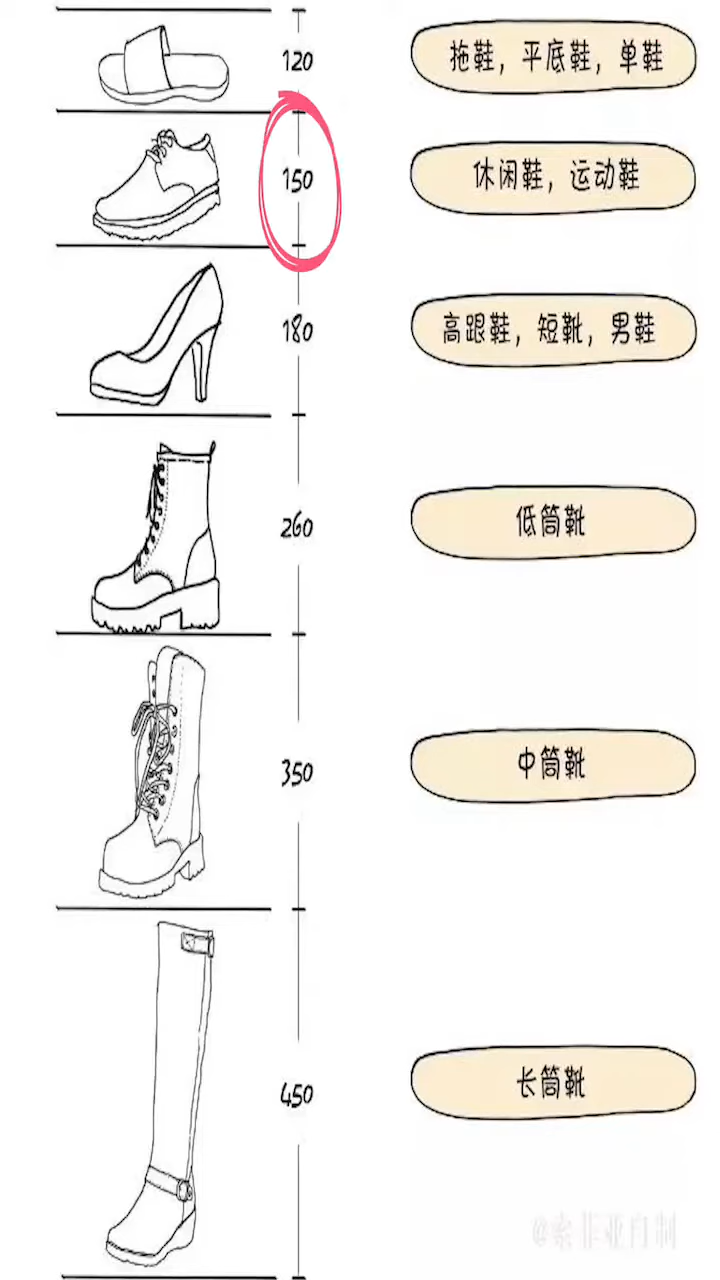 120
拖鞋，平底鞋，单鞋
150
休闲鞋，运动鞋
180
高跟鞋，短靴，男鞋
260
低筒靴
350
中筒靴
450
长筒靴
@索菲亚自制